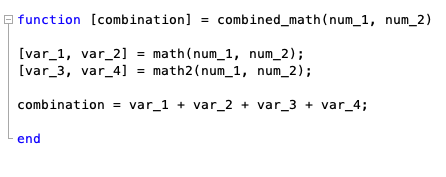 function [combination] = combined_math(num_1, num_2)
[var_1, var_2] = math(num_1, num_2);
[var_3, var_4] = math2(num_1, num_2);
combination = var_1 + var_2 + var_3 + var_4;
end